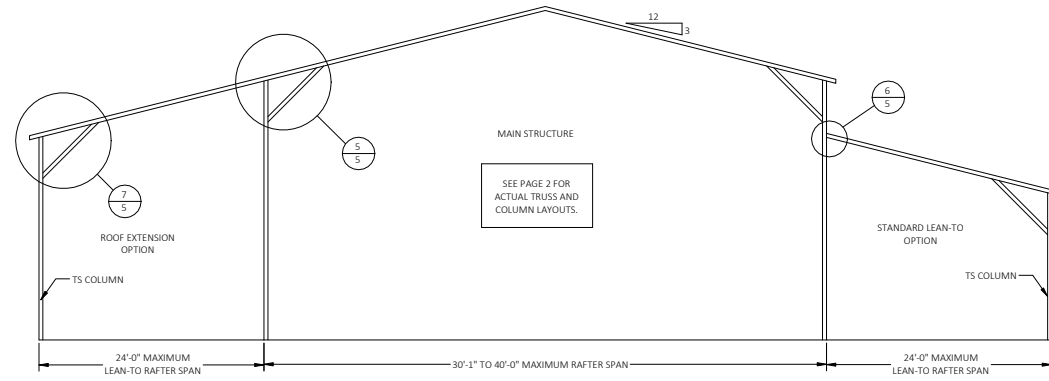 12
3
6
5
MAIN STRUCTURE
5
5
SEE PAGE 2 FOR
ACTUAL TRUSS AND
COLUMN LAYOUTS.
7
5
ROOF EXTENSION
OPTION
STANDARD LEAN-TO
OPTION
TS COLUMN
TS COLUMN
24'-0" MAXIMUM
LEAN-TO RAFTER SPAN
30'-1" TO 40'-0" MAXIMUM RAFTER SPAN
24'-0" MAXIMUM
LEAN-TO RAFTER SPAN